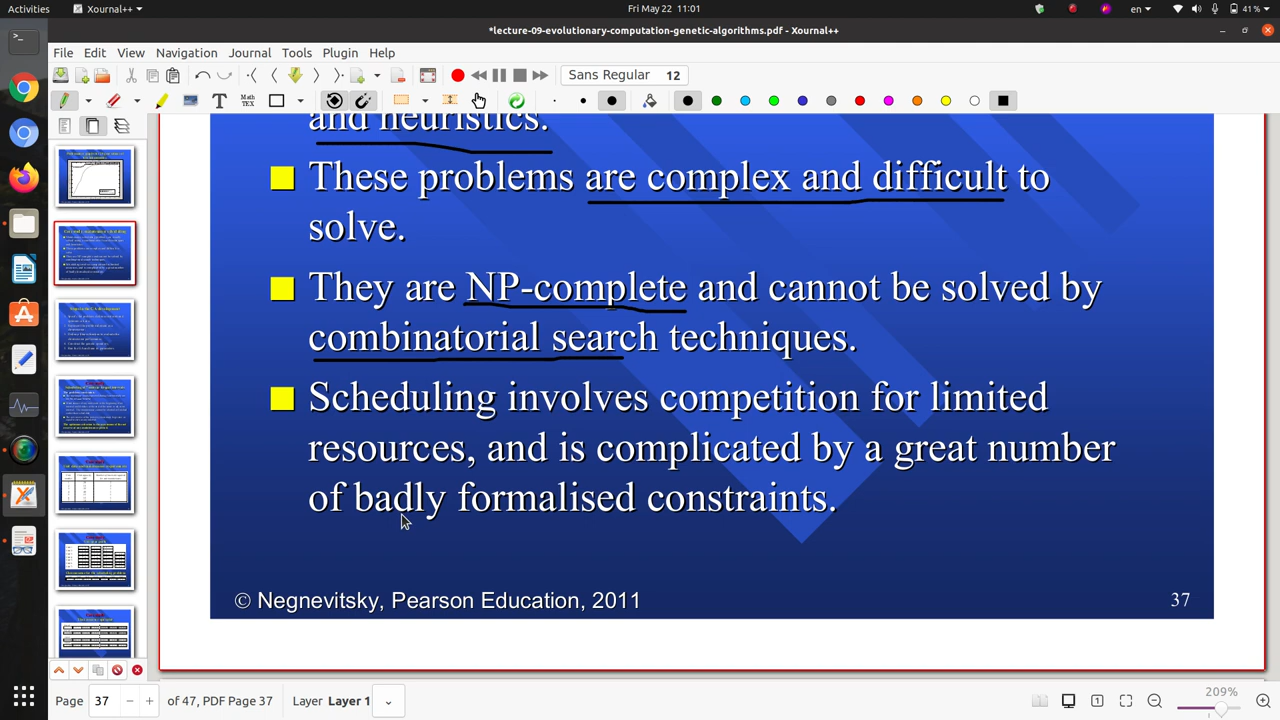 Activities
Xournal++
Fri May 22 11:01
en
41 %
*lecture-09-evolutionary-computation-genetic-algorithms.pdf - Xournal++
File Edit View Navigation Journal Tools Plugin Help
Sans Regular 12
and heuristics.
These problems are complex and difficult to
solve.
They are NP-complete and cannot be solved by
combinatorial search techniques.
Scheduling involves competition for limited
resources, and is complicated by a great number
of badly formalised constraints.
© Negnevitsky, Pearson Education, 2011
37
Page 37 of 47, PDF Page 37
Layer Layer 1
209%